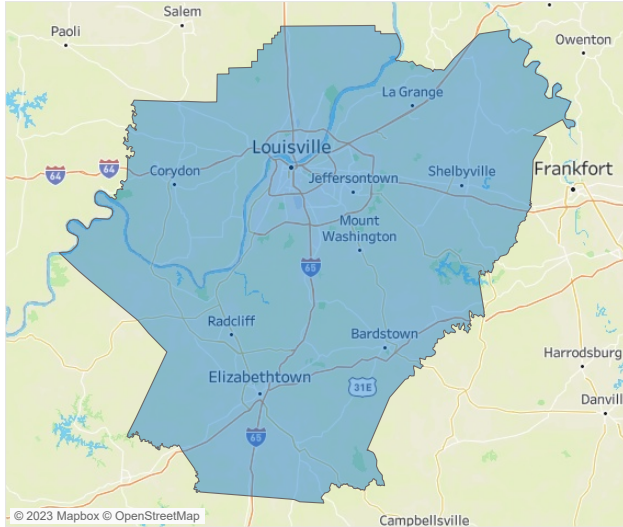 Salem
Paoli
Owenton
La Grange
Louisville
64
64
Corydon
Jeffersontown
Shelbyville
Frankfort
Mount
Washington
65
Radcliff
Bardstown
Harrodsburg
Elizabethtown
31E
Danvill
65
© 2023 Mapbox © OpenStreetMap
Campbellsville